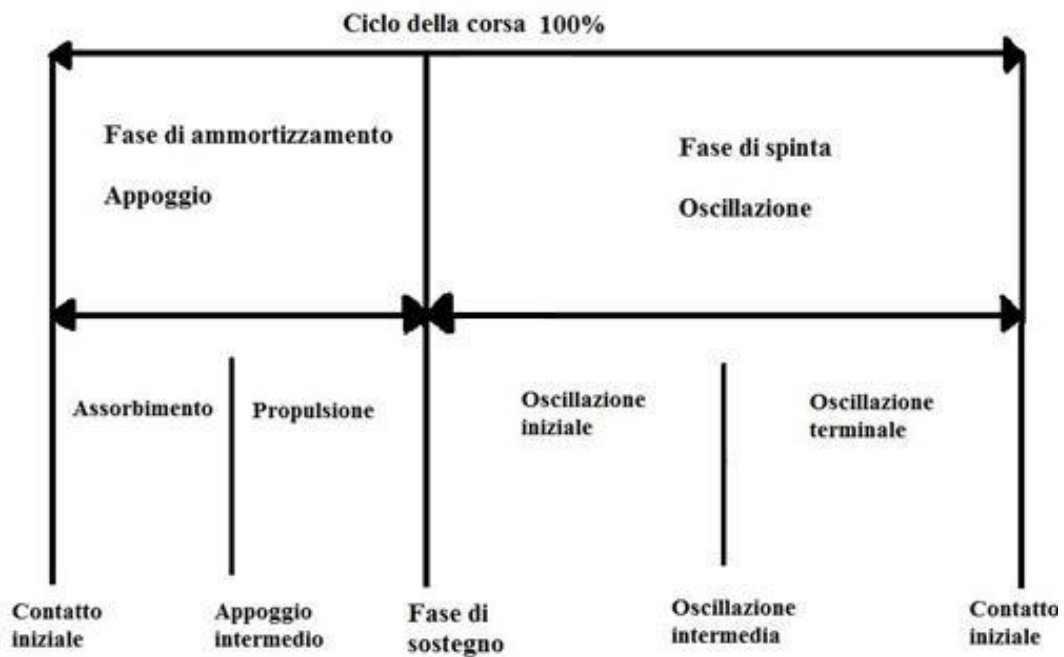 Ciclo della corsa 100%
Fase di ammortizzamento
Appoggio
Fase di spinta
Oscillazione
Assorbimento
Propulsione
Oscillazione
iniziale
Oscillazione
terminale
Contatto
iniziale
Appoggio
intermedio
Fase di
sostegno
Oscillazione
intermedia
Contatto
iniziale